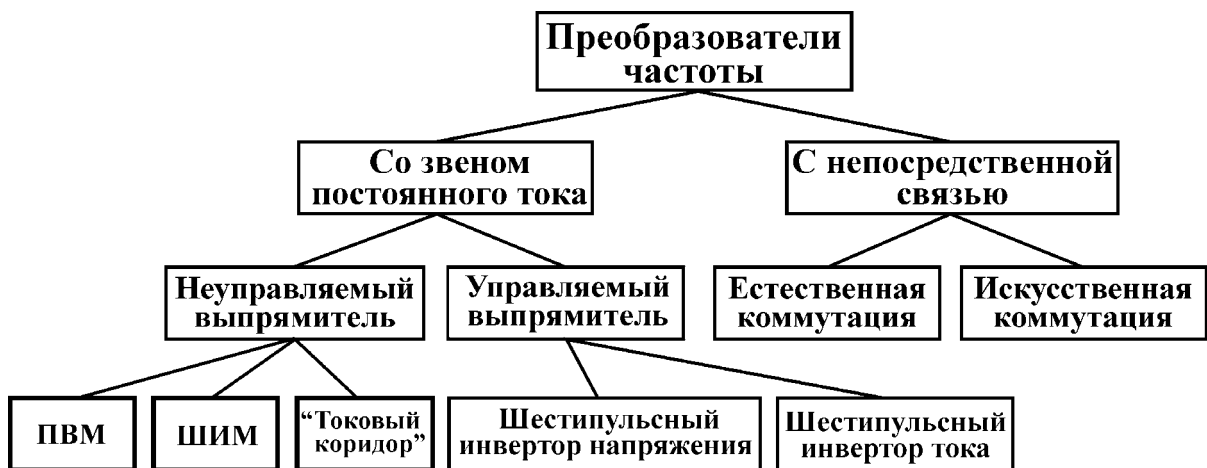 Преобразователи
частоты
Со звеном
постоянного тока
С непосредственной
связью
Неуправляемый
выпрямитель
Управляемый
выпрямитель
Естественная
коммутация
Искусственная
коммутация
ПВМ
ШИМ
“Токовый
коридор”
Шестипульсный
инвертор напряжения
Шестипульсный
инвертор тока